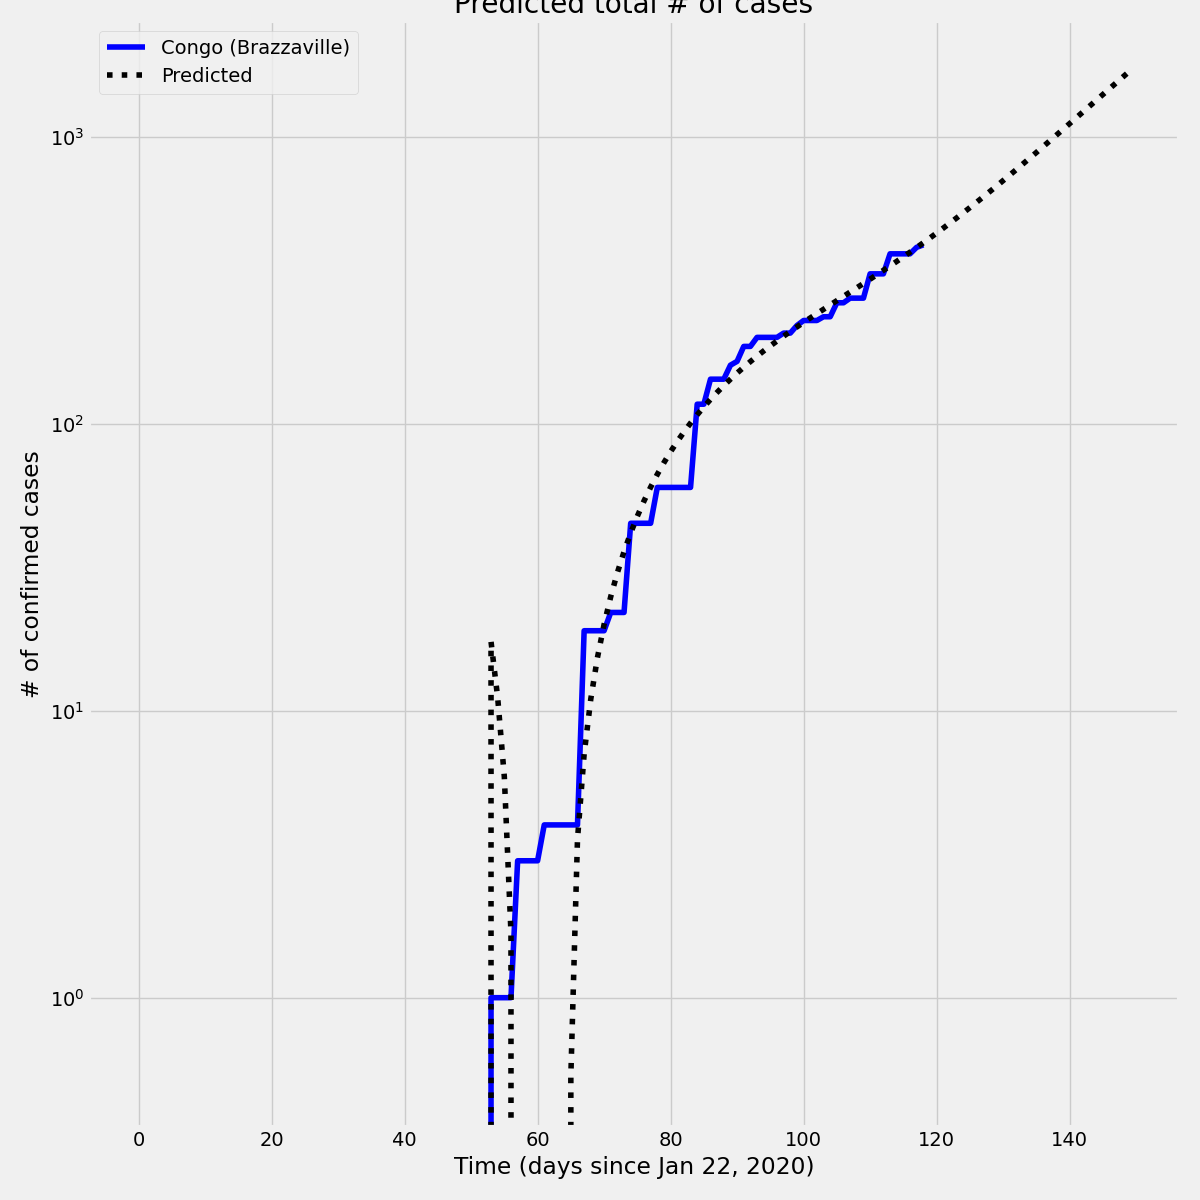 Predicted total # of cases
Congo (Brazzaville)
Predicted
10³
10²
10¹
10⁰
# of confirmed cases
0 20 40 60 80 100 120 140
Time (days since Jan 22, 2020)